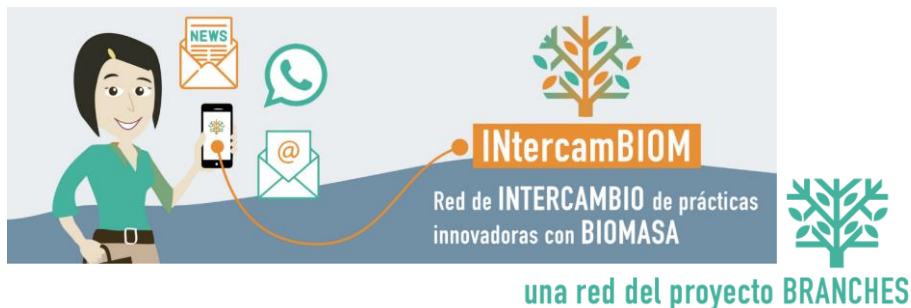 NEWS
@
INtercamBIOM
Red de INTERCAMBIO de prácticas
innovadoras con BIOMASA
una red del proyecto BRANCHES